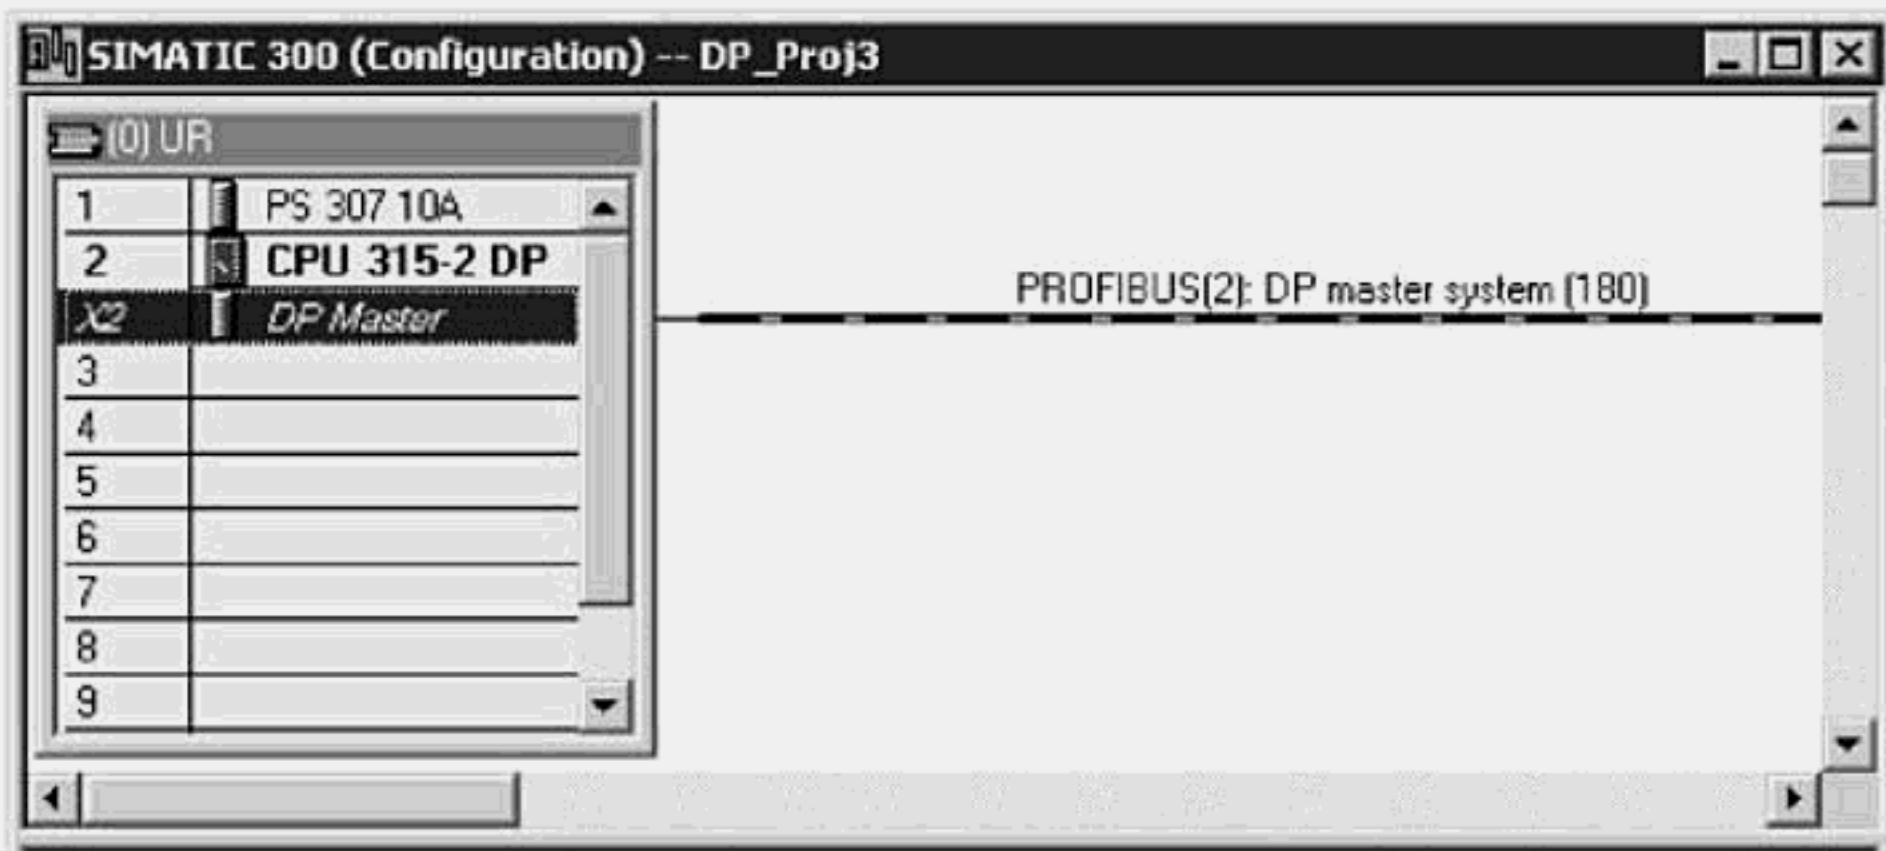 SIMATIC 300 (Configuration) -- DP_Proj3
(0) UR
1 PS 307 10A
2 CPU 315-2 DP
X2 DP Master
3
4
5
6
7
8
9
PROFIBUS(2): DP master system (180)